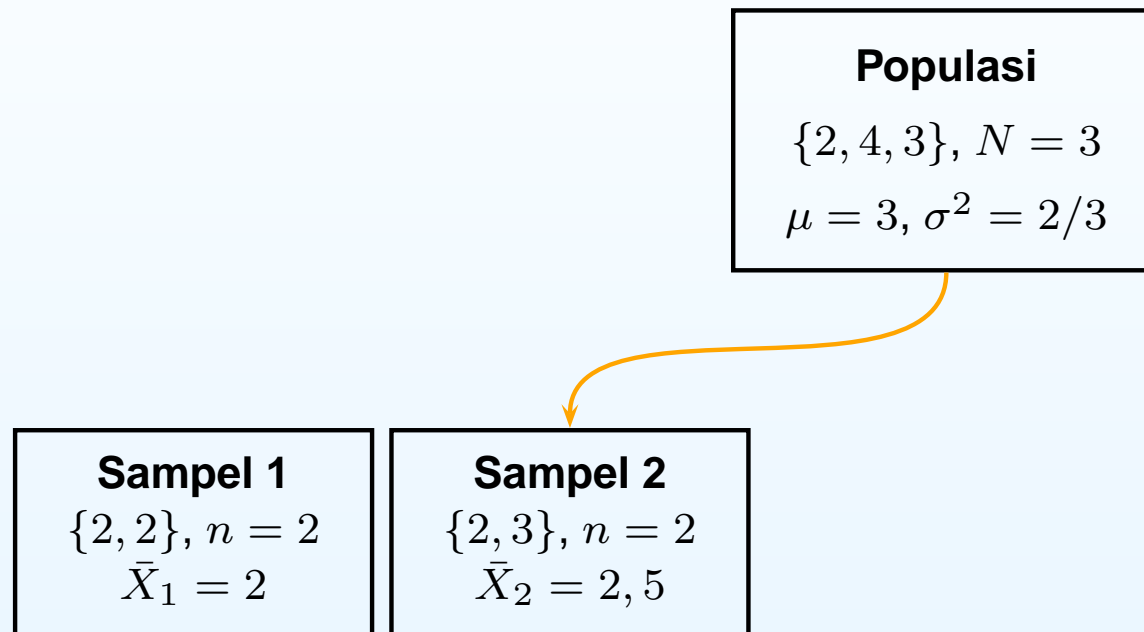 Populasi
{2, 4, 3}, N = 3
μ = 3, σ² = 2/3
Sampel 1
{2, 2}, n = 2
X̄₁ = 2
Sampel 2
{2, 3}, n = 2
X̄₂ = 2, 5